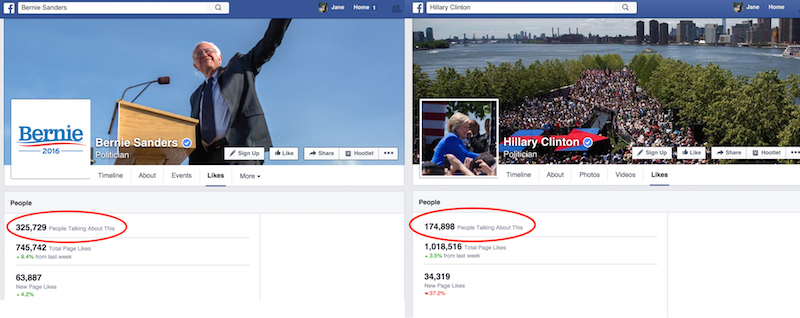 Bernie Sanders
Jane Home 1
Bernie
2016
Bernie Sanders
Politician
Sign Up Like Share Hootlet
Timeline About Events Likes More
People
325,729 People Talking About This
745,742 Total Page Likes
9.4% from last week
63,887
New Page Likes
4.2%
Hillary Clinton
Jane Home
Hillary Clinton
Politician
Sign Up Like Share Hootlet
Timeline About Photos Videos Likes
People
174,898 People Talking About This
1,018,516 Total Page Likes
3.5% from last week
34,319
New Page Likes
37.2%